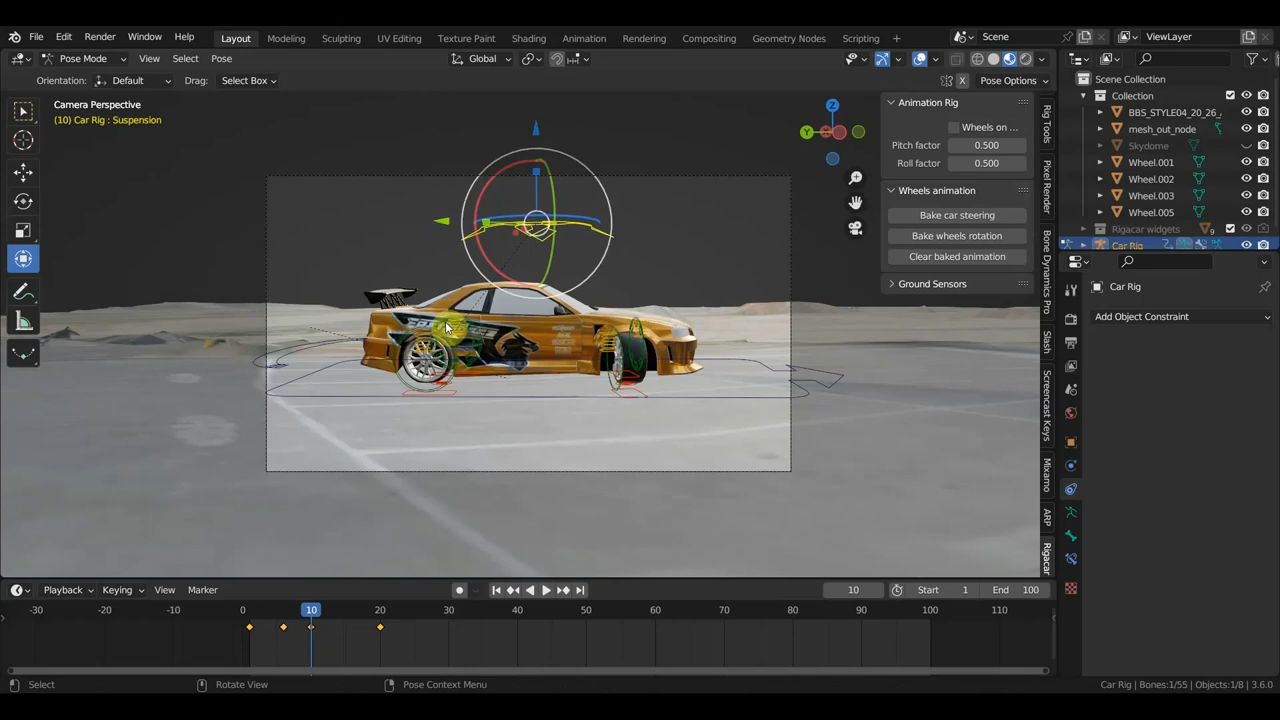 File Edit Render Window Help Layout Modeling Sculpting UV Editing Texture Paint Shading Animation Rendering Compositing Geometry Nodes Scripting + Scene ViewLayer
Pose Mode View Select Pose Global
Orientation: Default Drag: Select Box X Pose Options
Camera Perspective
(10) Car Rig : Suspension
Z
Y
Animation Rig
Wheels on ...
Pitch factor 0.500
Roll factor 0.500
Wheels animation
Bake car steering
Bake wheels rotation
Clear baked animation
Ground Sensors
Rig Tools
Pixel Render
Bone Dynamics Pro
Slash
Screencast Keys
Mixamo
ARP
Rigacar
Scene Collection
Collection
BBS_STYLE04_20_26_
mesh_out_node
Skydome
Wheel.001
Wheel.002
Wheel.003
Wheel.005
Rigacar widgets 9
Car Rig
Car Rig
Add Object Constraint
Playback Keying View Marker 10 Start 1 End 100
-30 -20 -10 0 10 20 30 40 50 60 70 80 90 100 110
Select Rotate View Pose Context Menu Car Rig | Bones:1/55 | Objects:1/8 | 3.6.0